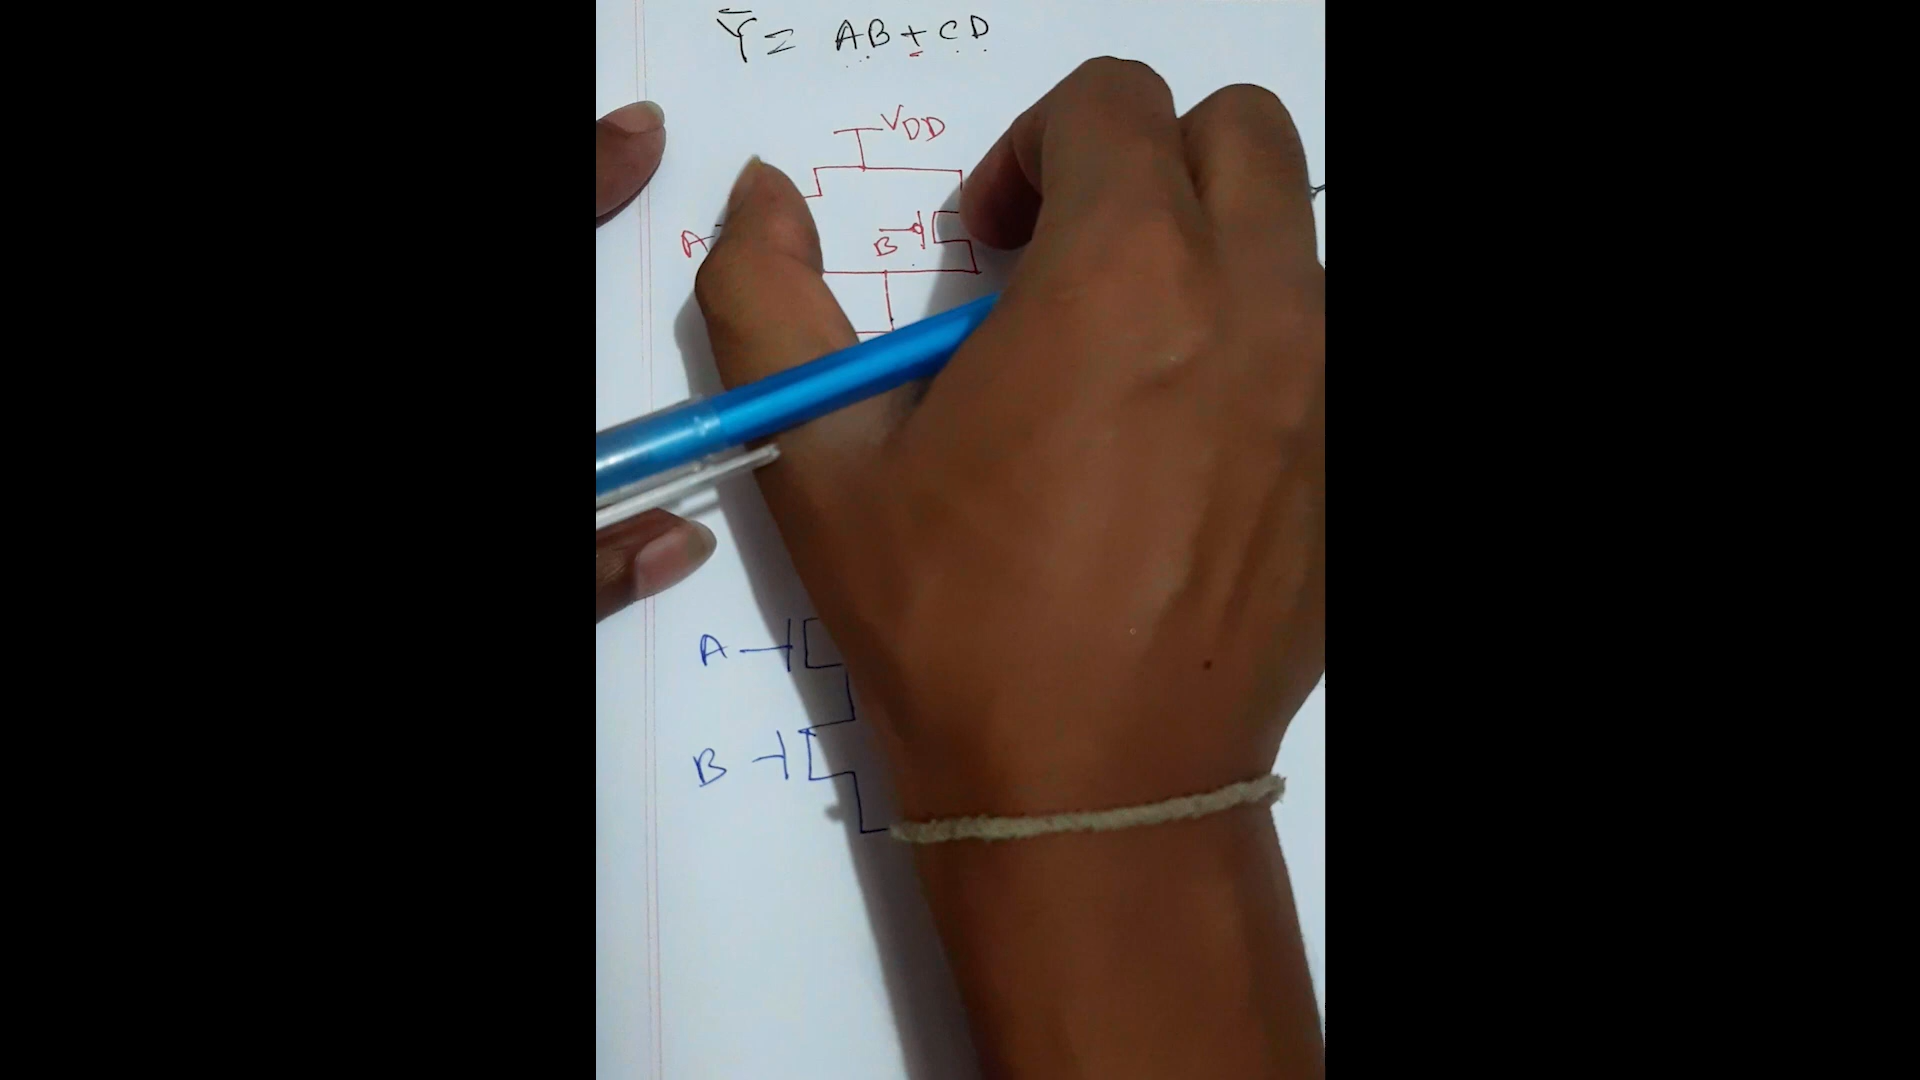 Y̅ = AB + CD
VDD
A
B
A
B